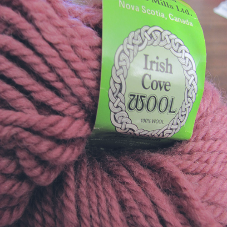 Mills Ltd.
Nova Scotia, Canada
Irish
Cove
WOOL
100% WOOL